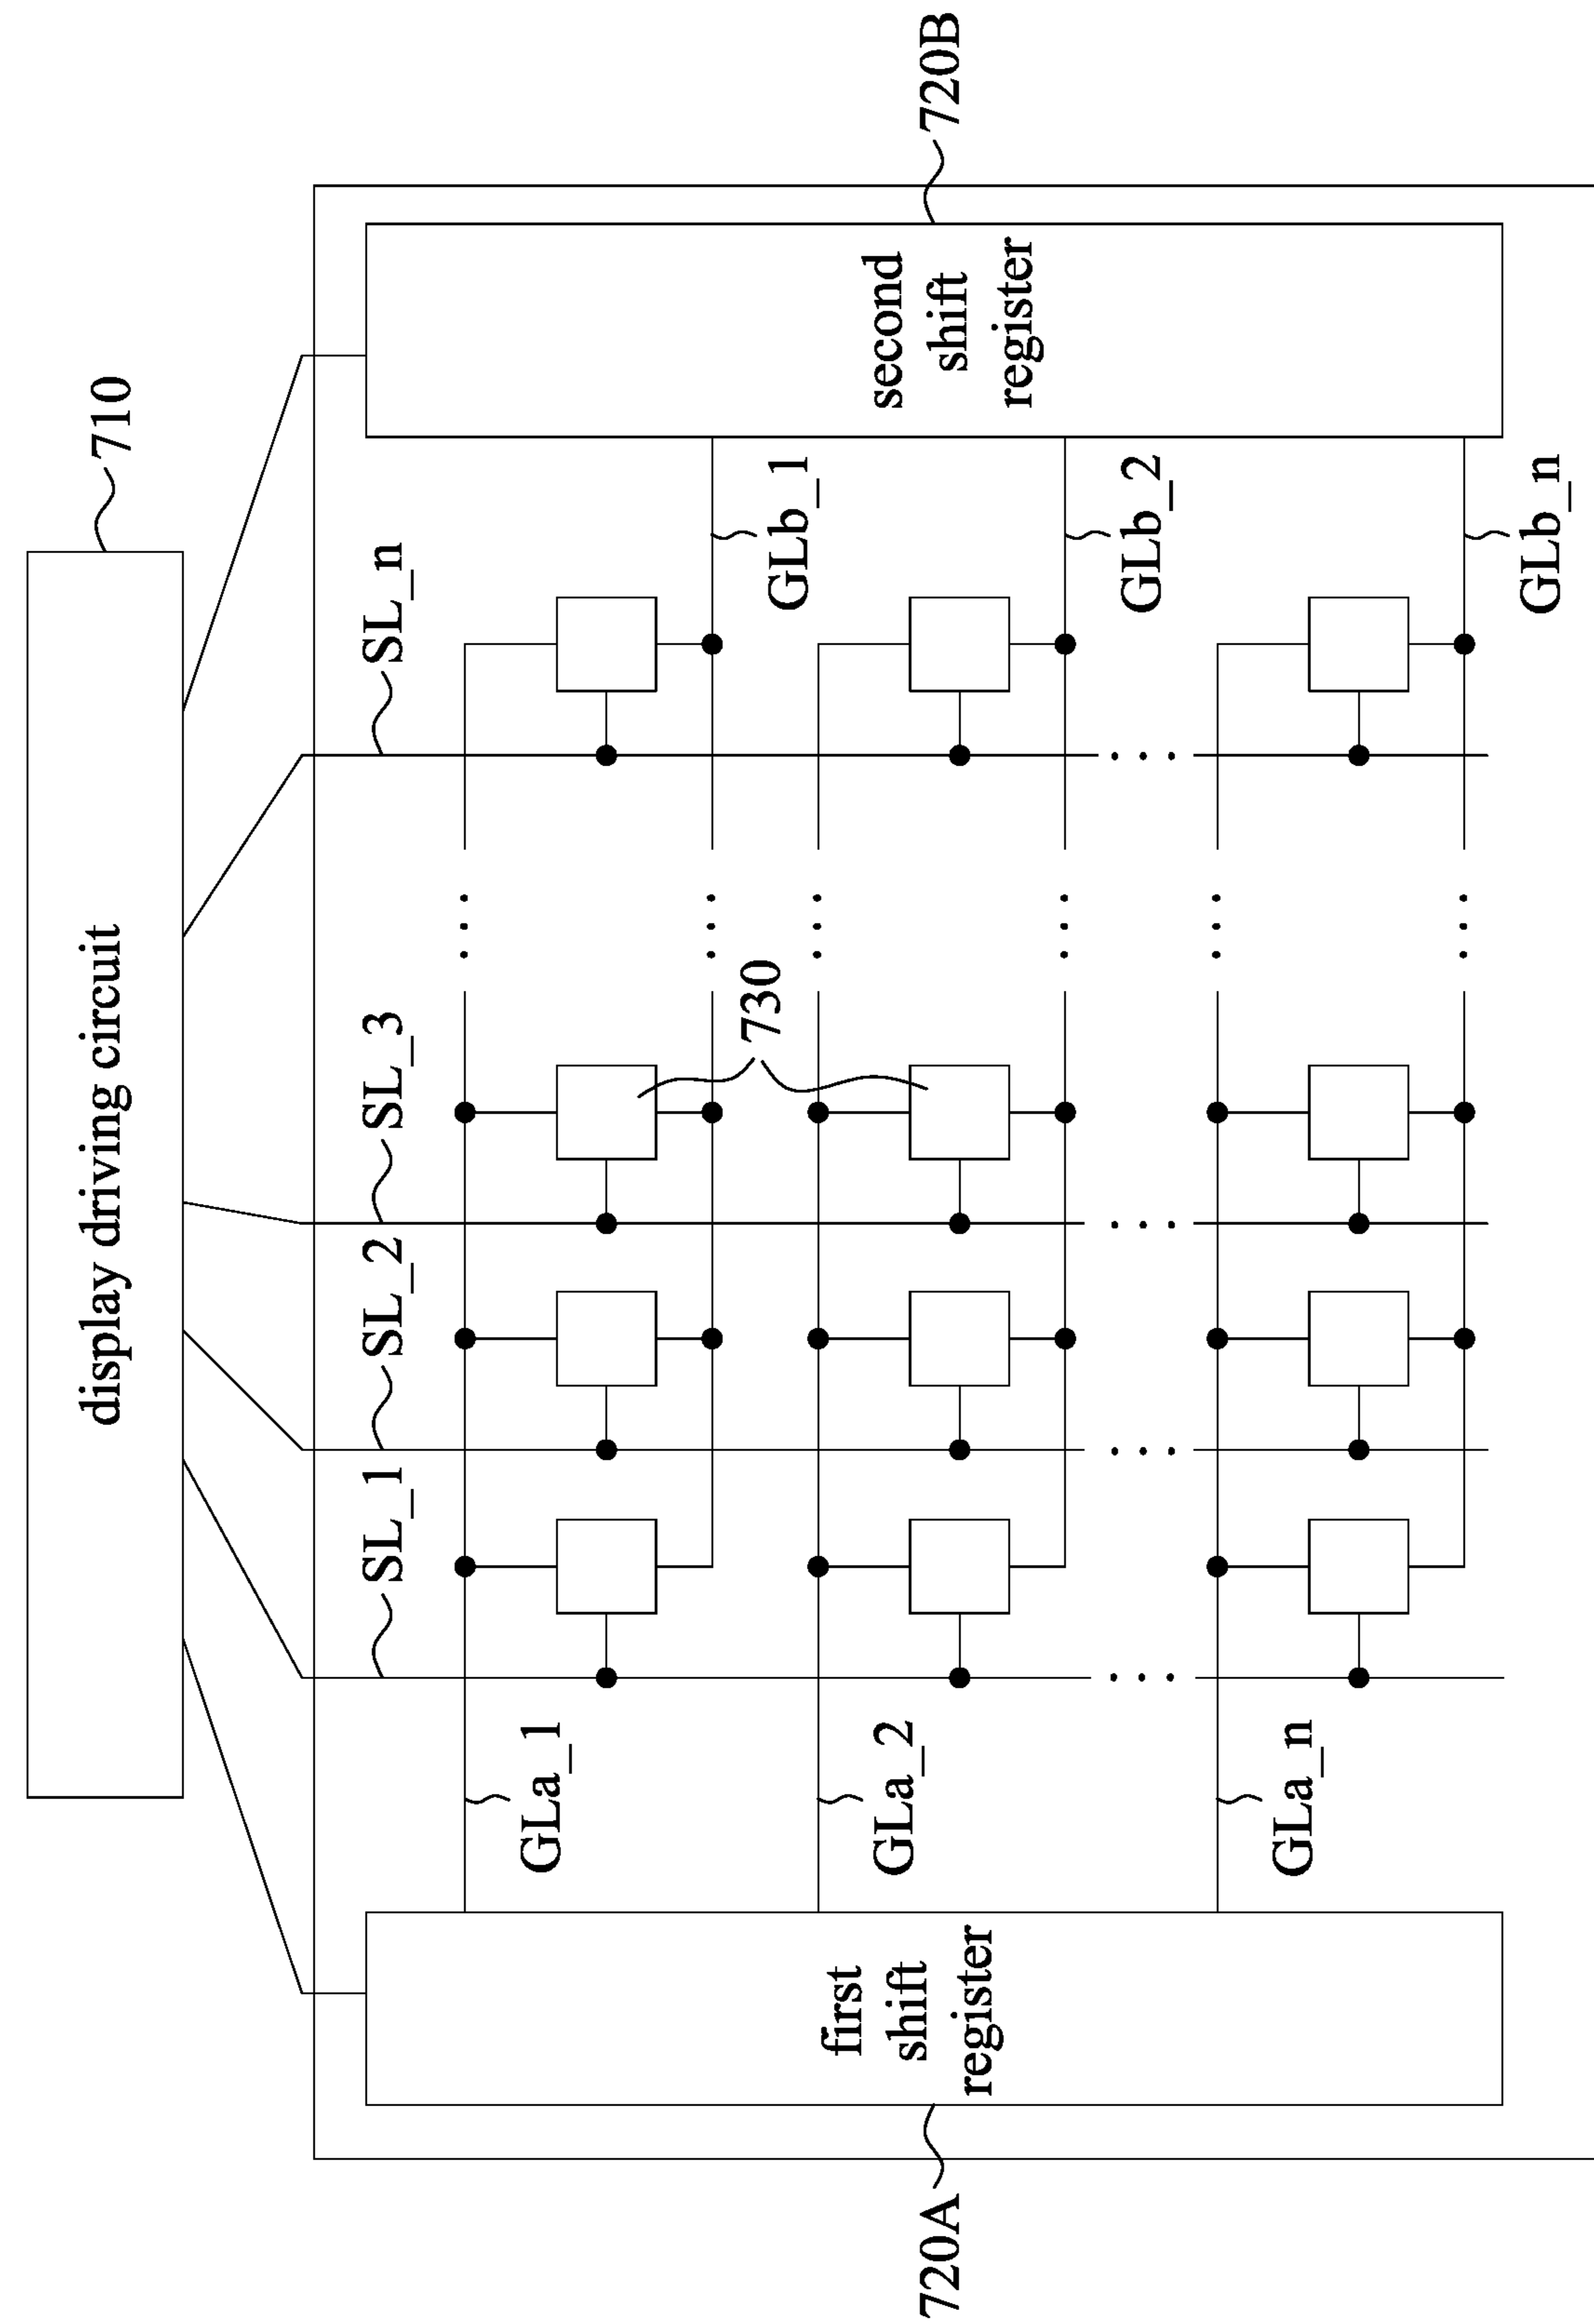 display driving circuit
710
SL_1
SL_2
SL_3
SL_n
720A
first
shift
register
second
shift
register
720B
GLa_1
730
GLb_1
GLa_2
GLb_2
GLa_n
GLb_n